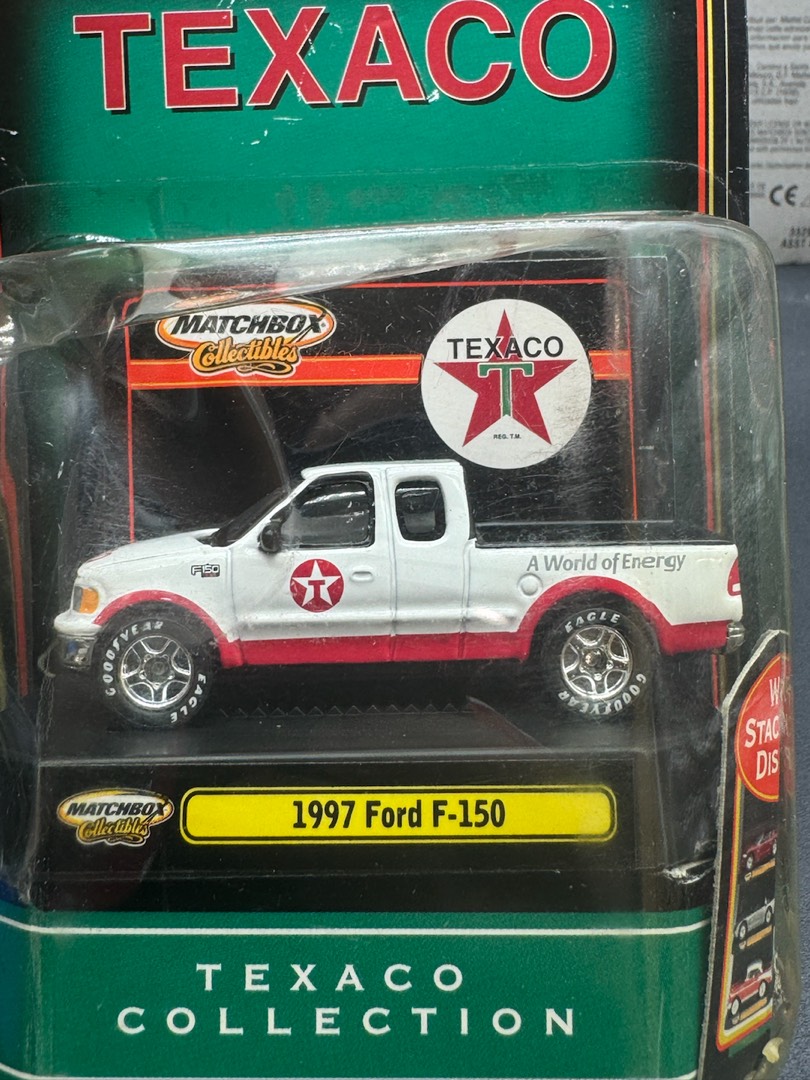 TEXACO
MATCHBOX
Collectibles
TEXACO
T
REG. T.M.
F150
T
A World of Energy
GOODYEAR
EAGLE
EAGLE
GOODYEAR
MATCHBOX
Collectibles
1997 Ford F-150
TEXACO
COLLECTION
CE